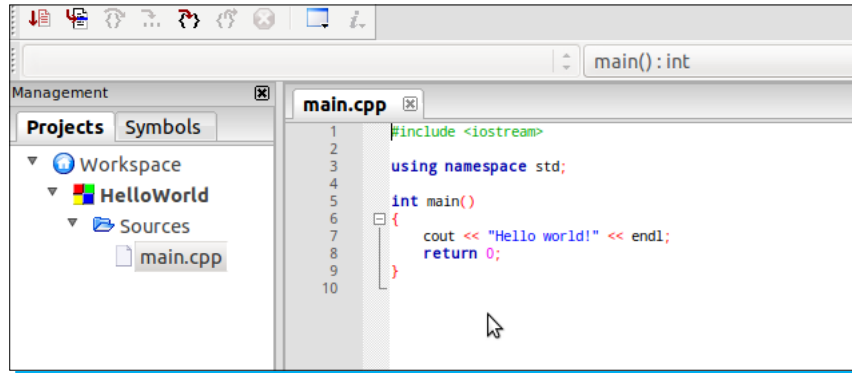 main() : int
Management
Projects Symbols
Workspace
HelloWorld
Sources
main.cpp
main.cpp
1 #include <iostream>
2
3 using namespace std;
4
5 int main()
6 {
7 cout << "Hello world!" << endl;
8 return 0;
9 }
10